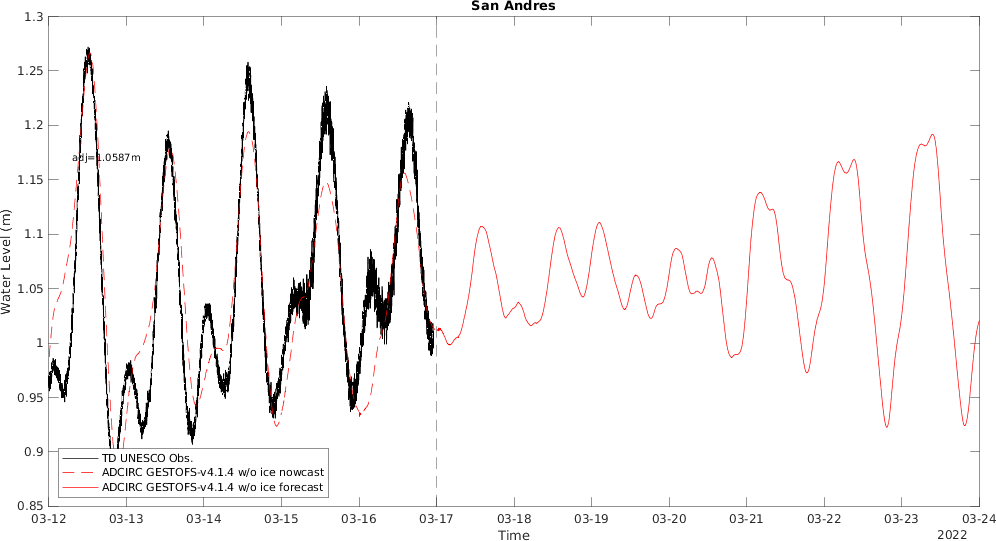 San Andres
1.3
1.25
1.2
1.15
1.1
1.05
1
0.95
0.9
0.85
Water Level (m)
adj=1.0587m
TD UNESCO Obs.
ADCIRC GESTOFS-v4.1.4 w/o ice nowcast
ADCIRC GESTOFS-v4.1.4 w/o ice forecast
03-12 03-13 03-14 03-15 03-16 03-17 03-18 03-19 03-20 03-21 03-22 03-23 03-24
Time
2022